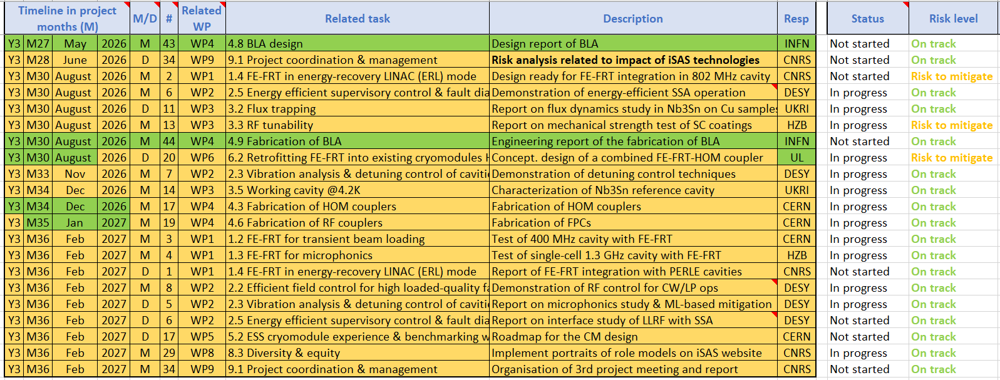 Timeline in project months (M) M/D # Related WP Related task Description Resp Status Risk level
Y3 M27 May 2026 M 43 WP4 4.8 BLA design Design report of BLA INFN Not started On track
Y3 M28 June 2026 D 34 WP9 9.1 Project coordination & management Risk analysis related to impact of iSAS technologies CNRS Not started On track
Y3 M30 August 2026 M 2 WP1 1.4 FE-FRT in energy-recovery LINAC (ERL) mode Design ready for FE-FRT integration in 802 MHz cavity CNRS Not started Risk to mitigate
Y3 M30 August 2026 M 6 WP2 2.5 Energy efficient supervisory control & fault dia Demonstration of energy-efficient SSA operation DESY In progress On track
Y3 M30 August 2026 D 11 WP3 3.2 Flux trapping Report on flux dynamics study in Nb3Sn on Cu samples UKRI In progress On track
Y3 M30 August 2026 M 13 WP3 3.3 RF tunability Report on mechanical strength test of SC coatings HZB In progress Risk to mitigate
Y3 M30 August 2026 M 44 WP4 4.9 Fabrication of BLA Engineering report of the fabrication of BLA INFN Not started On track
Y3 M30 August 2026 D 20 WP6 6.2 Retrofitting FE-FRT into existing cryomodules H Concept. design of a combined FE-FRT-HOM coupler UL In progress Risk to mitigate
Y3 M33 Nov 2026 M 7 WP2 2.3 Vibration analysis & detuning control of caviti Demonstration of detuning control techniques DESY In progress On track
Y3 M34 Dec 2026 M 14 WP3 3.5 Working cavity @4.2K Characterization of Nb3Sn reference cavity UKRI In progress On track
Y3 M34 Dec 2026 M 17 WP4 4.3 Fabrication of HOM couplers Fabrication of HOM couplers CERN In progress On track
Y3 M35 Jan 2027 M 19 WP4 4.6 Fabrication of RF couplers Fabrication of FPCs CERN In progress On track
Y3 M36 Feb 2027 M 3 WP1 1.2 FE-FRT for transient beam loading Test of 400 MHz cavity with FE-FRT CERN In progress On track
Y3 M36 Feb 2027 M 4 WP1 1.3 FE-FRT for microphonics Test of single-cell 1.3 GHz cavity with FE-FRT HZB In progress On track
Y3 M36 Feb 2027 D 1 WP1 1.4 FE-FRT in energy-recovery LINAC (ERL) mode Report of FE-FRT integration with PERLE cavities CNRS Not started On track
Y3 M36 Feb 2027 M 8 WP2 2.2 Efficient field control for high loaded-quality fa Demonstration of RF control for CW/LP ops DESY In progress On track
Y3 M36 Feb 2027 D 5 WP2 2.3 Vibration analysis & detuning control of caviti Report on microphonics study & ML-based mitigation DESY In progress On track
Y3 M36 Feb 2027 D 6 WP2 2.5 Energy efficient supervisory control & fault dia Report on interface study of LLRF with SSA DESY Not started On track
Y3 M36 Feb 2027 D 17 WP5 5.2 ESS cryomodule experience & benchmarking w Roadmap for the CM design CERN Not started On track
Y3 M36 Feb 2027 M 29 WP8 8.3 Diversity & equity Implement portraits of role models on iSAS website CNRS In progress On track
Y3 M36 Feb 2027 M 34 WP9 9.1 Project coordination & management Organisation of 3rd project meeting and report CNRS Not started On track